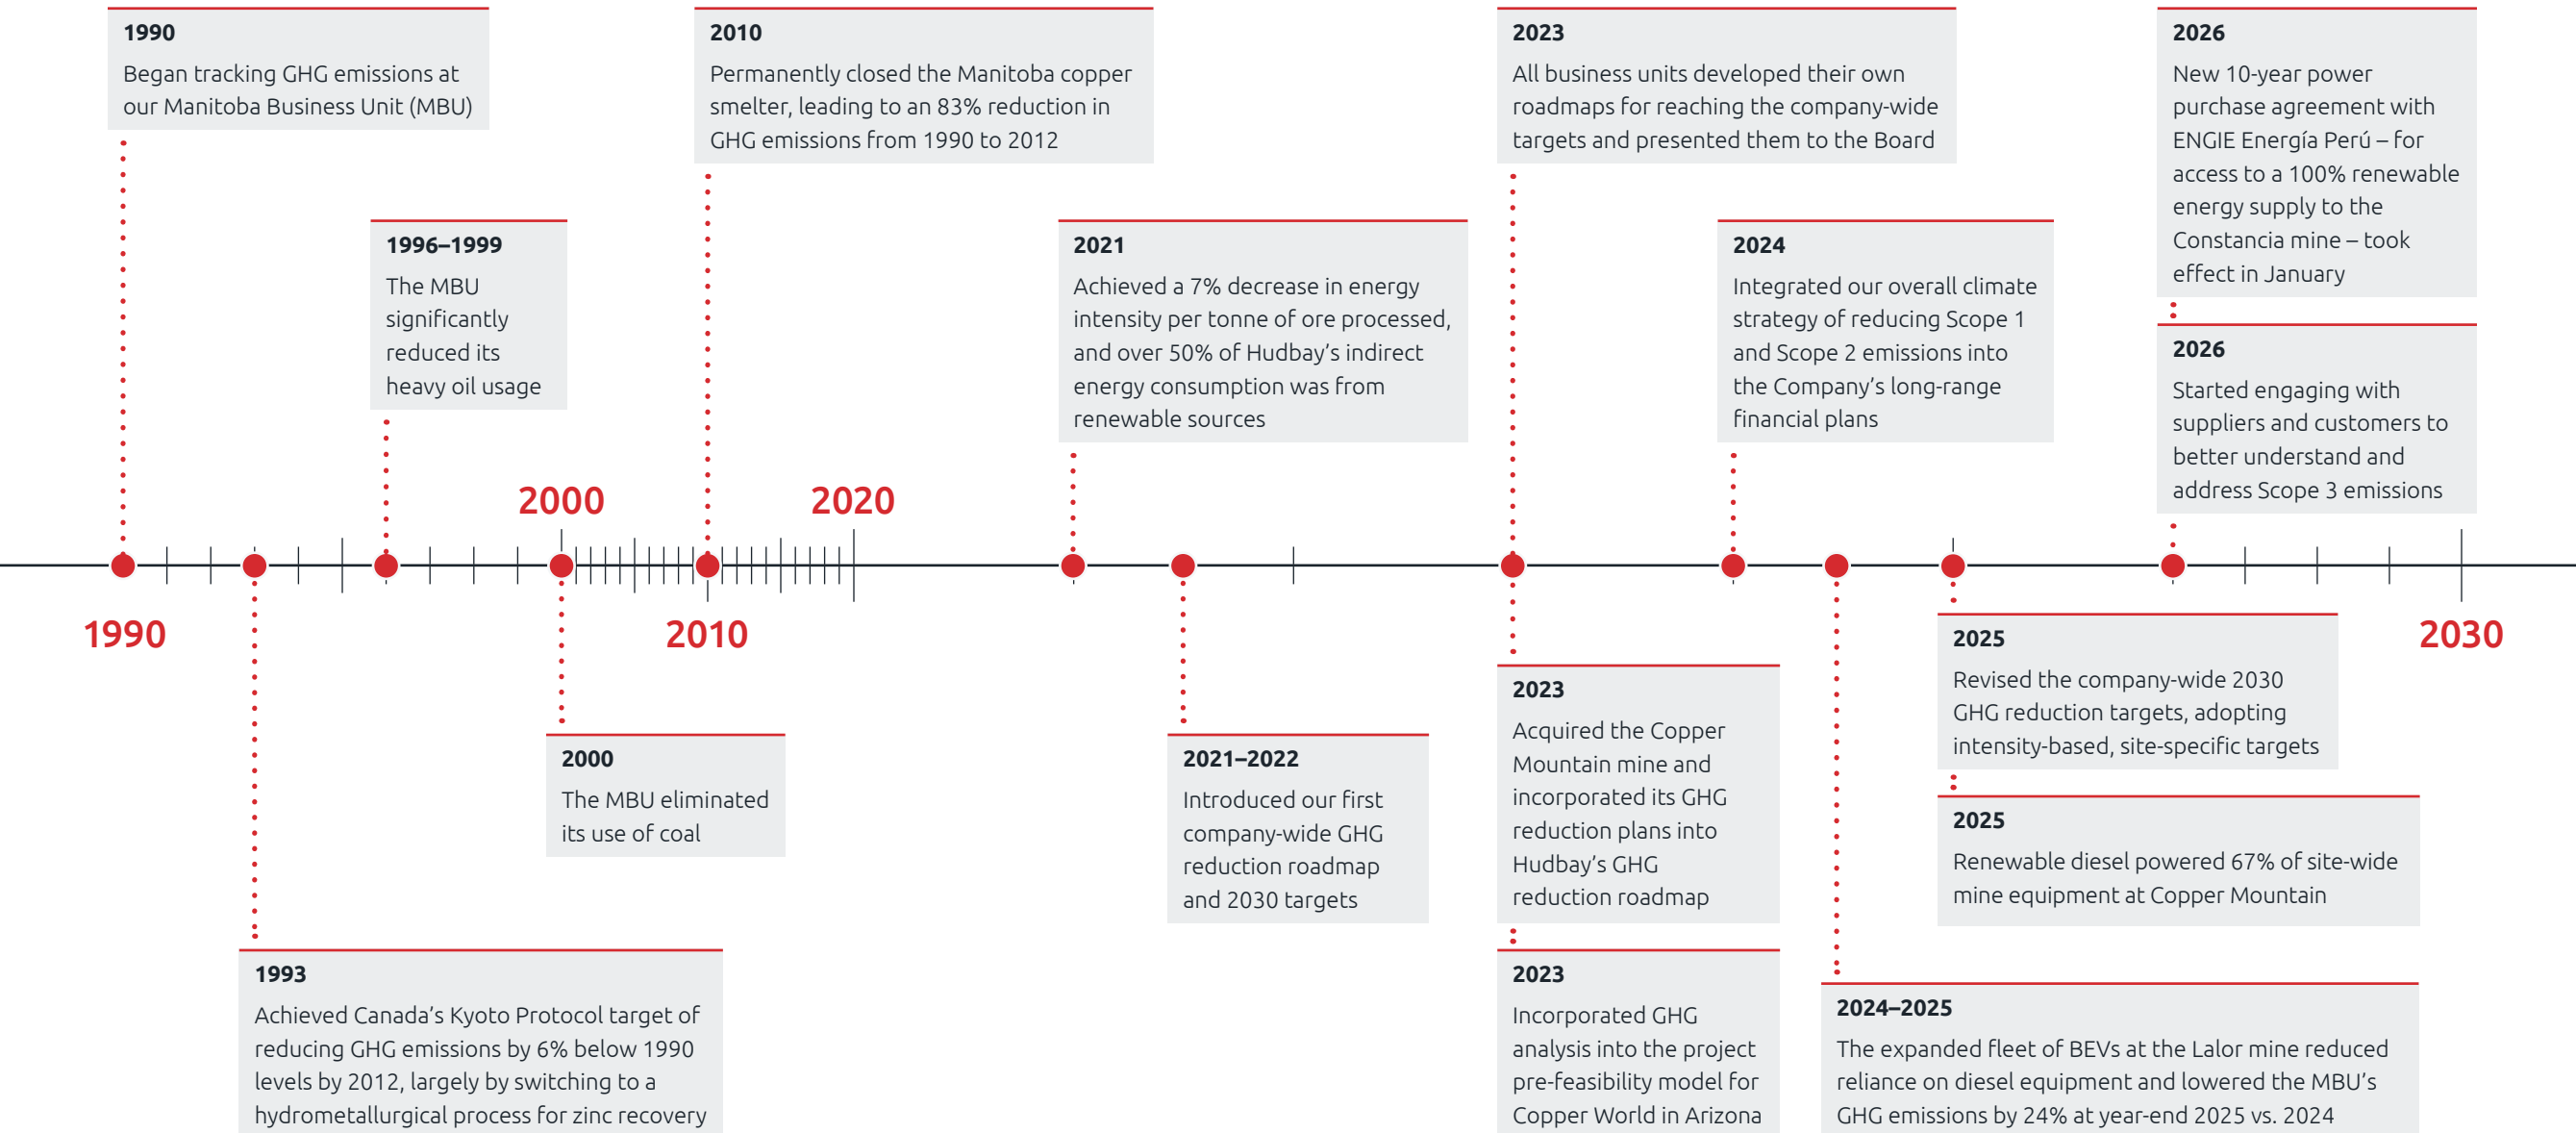 1990
Began tracking GHG emissions at
our Manitoba Business Unit (MBU)
2010
Permanently closed the Manitoba copper
smelter, leading to an 83% reduction in
GHG emissions from 1990 to 2012
2023
All business units developed their own
roadmaps for reaching the company-wide
targets and presented them to the Board
2026
New 10-year power
purchase agreement with
ENGIE Energía Perú – for
access to a 100% renewable
energy supply to the
Constancia mine – took
effect in January
1996–1999
The MBU
significantly
reduced its
heavy oil usage
2021
Achieved a 7% decrease in energy
intensity per tonne of ore processed,
and over 50% of Hudbay’s indirect
energy consumption was from
renewable sources
2024
Integrated our overall climate
strategy of reducing Scope 1
and Scope 2 emissions into
the Company’s long-range
financial plans
2026
Started engaging with
suppliers and customers to
better understand and
address Scope 3 emissions
2000
2020
1990
2010
2030
2025
Revised the company-wide 2030
GHG reduction targets, adopting
intensity-based, site-specific targets
2023
Acquired the Copper
Mountain mine and
incorporated its GHG
reduction plans into
Hudbay’s GHG
reduction roadmap
2000
The MBU eliminated
its use of coal
2021–2022
Introduced our first
company-wide GHG
reduction roadmap
and 2030 targets
2025
Renewable diesel powered 67% of site-wide
mine equipment at Copper Mountain
1993
Achieved Canada’s Kyoto Protocol target of
reducing GHG emissions by 6% below 1990
levels by 2012, largely by switching to a
hydrometallurgical process for zinc recovery
2023
Incorporated GHG
analysis into the project
pre-feasibility model for
Copper World in Arizona
2024–2025
The expanded fleet of BEVs at the Lalor mine reduced
reliance on diesel equipment and lowered the MBU’s
GHG emissions by 24% at year-end 2025 vs. 2024